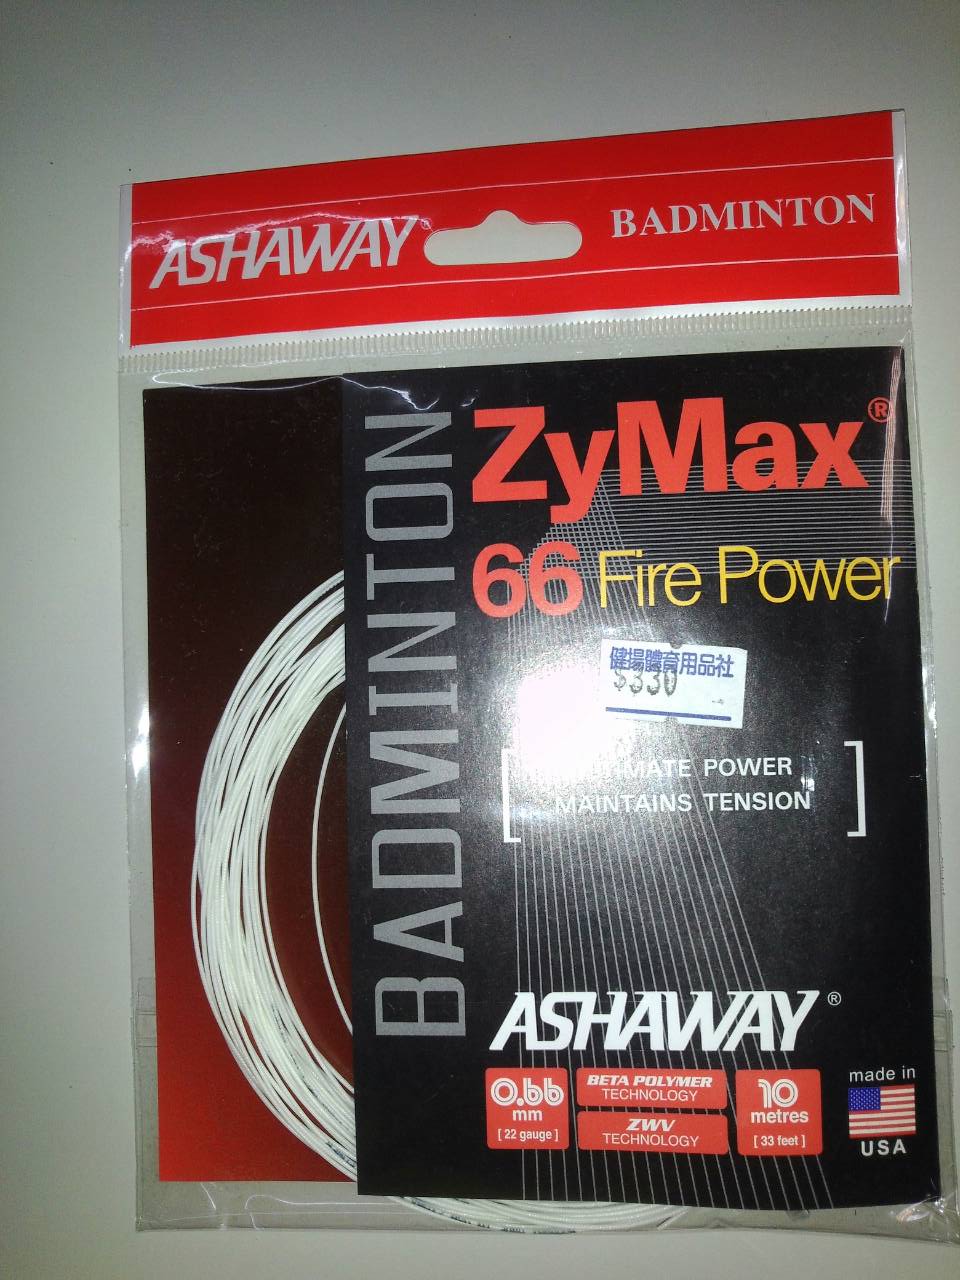 ASHAWAY®
BADMINTON
BADMINTON
ZyMax®
66 Fire Power
健揚體育用品社
$330
POWER
MAINTAINS TENSION
ASHAWAY®
0.66
mm
[ 22 gauge ]
BETA POLYMER
TECHNOLOGY
ZWV
TECHNOLOGY
10
metres
[ 33 feet ]
made in
USA